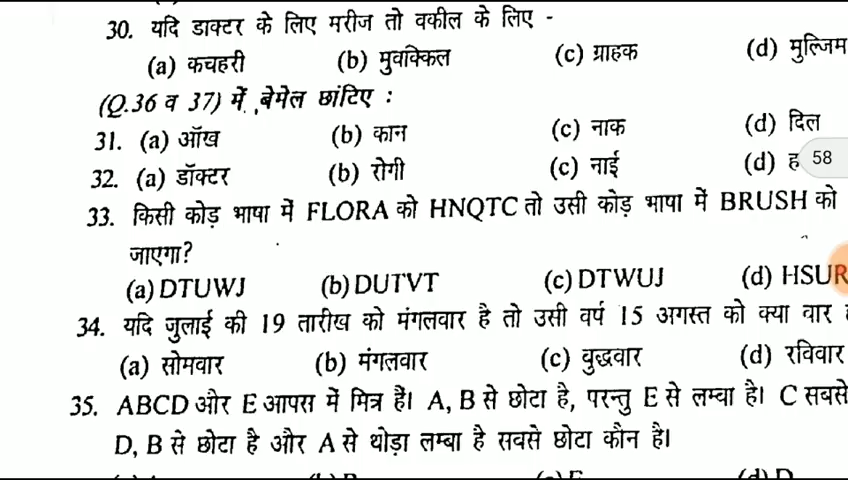 30. यदि डाक्टर के लिए मरीज तो वकील के लिए -
(a) कचहरी (b) मुवक्किल (c) ग्राहक (d) मुल्जिम
(Q.36 व 37) में बेमेल छांटिए :
31. (a) आँख (b) कान (c) नाक (d) दिल
32. (a) डॉक्टर (b) रोगी (c) नाई (d)
58
33. किसी कोड़ भाषा में FLORA को HNQTC तो उसी कोड़ भाषा में BRUSH को
जाएगा?
(a) DTUWJ (b) DUTVT (c) DTWUJ (d) HSUR
34. यदि जुलाई की 19 तारीख को मंगलवार है तो उसी वर्ष 15 अगस्त को क्या वार
(a) सोमवार (b) मंगलवार (c) वुद्धवार (d) रविवार
35. ABCD और E आपस में मित्र हैं। A, B से छोटा है, परन्तु E से लम्बा है। C सबसे
D, B से छोटा है और A से थोड़ा लम्बा है सवसे छोटा कौन है।